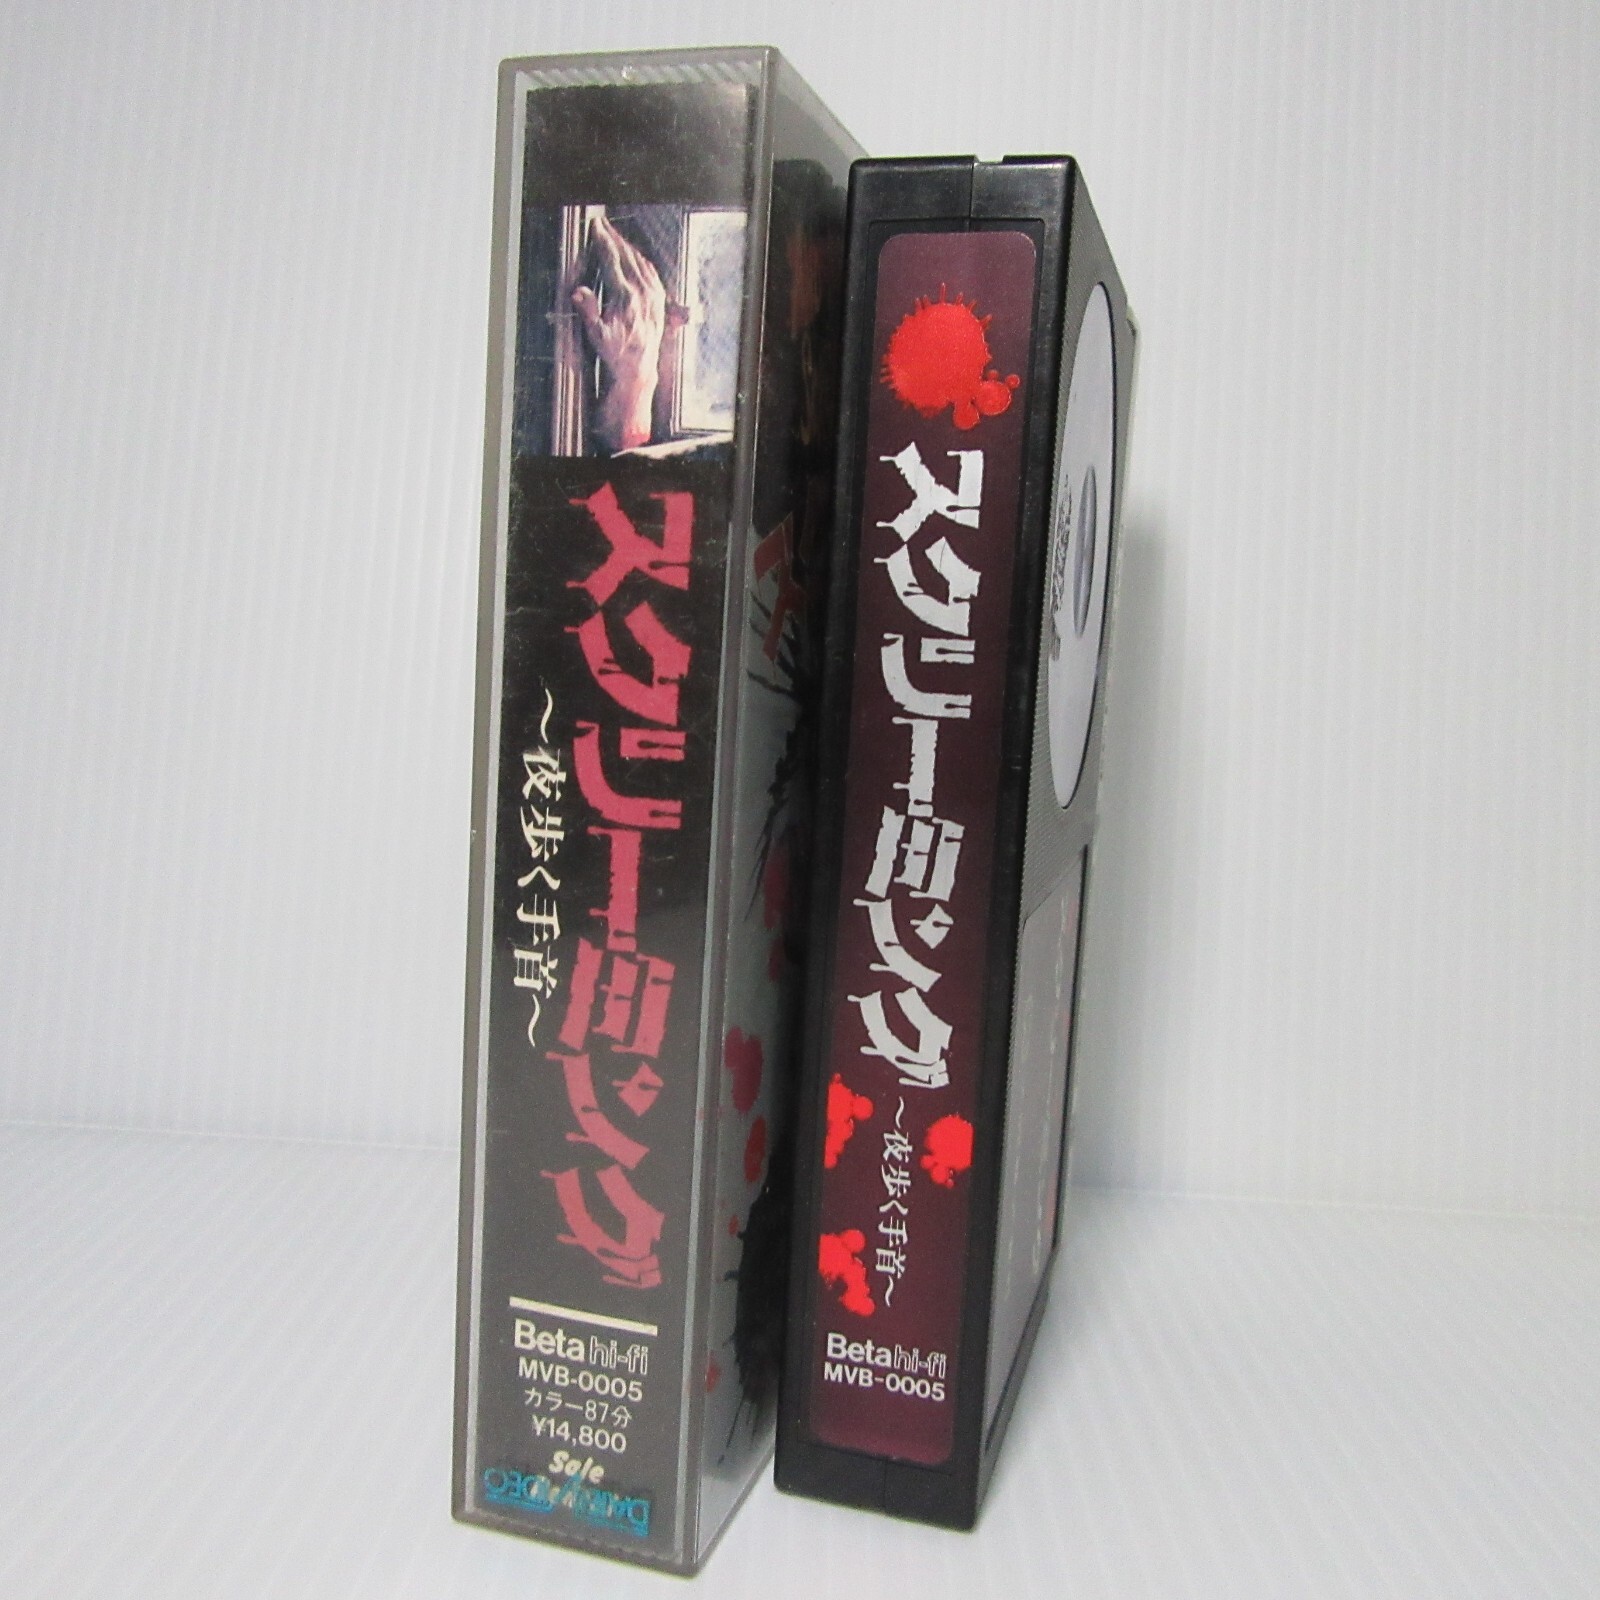 スクリーミング
～夜歩く手首～
Beta hi-fi
MVB-0005
カラー87分
¥14,800
Sale
スクリーミング
～夜歩く手首～
Beta hi-fi
MVB-0005